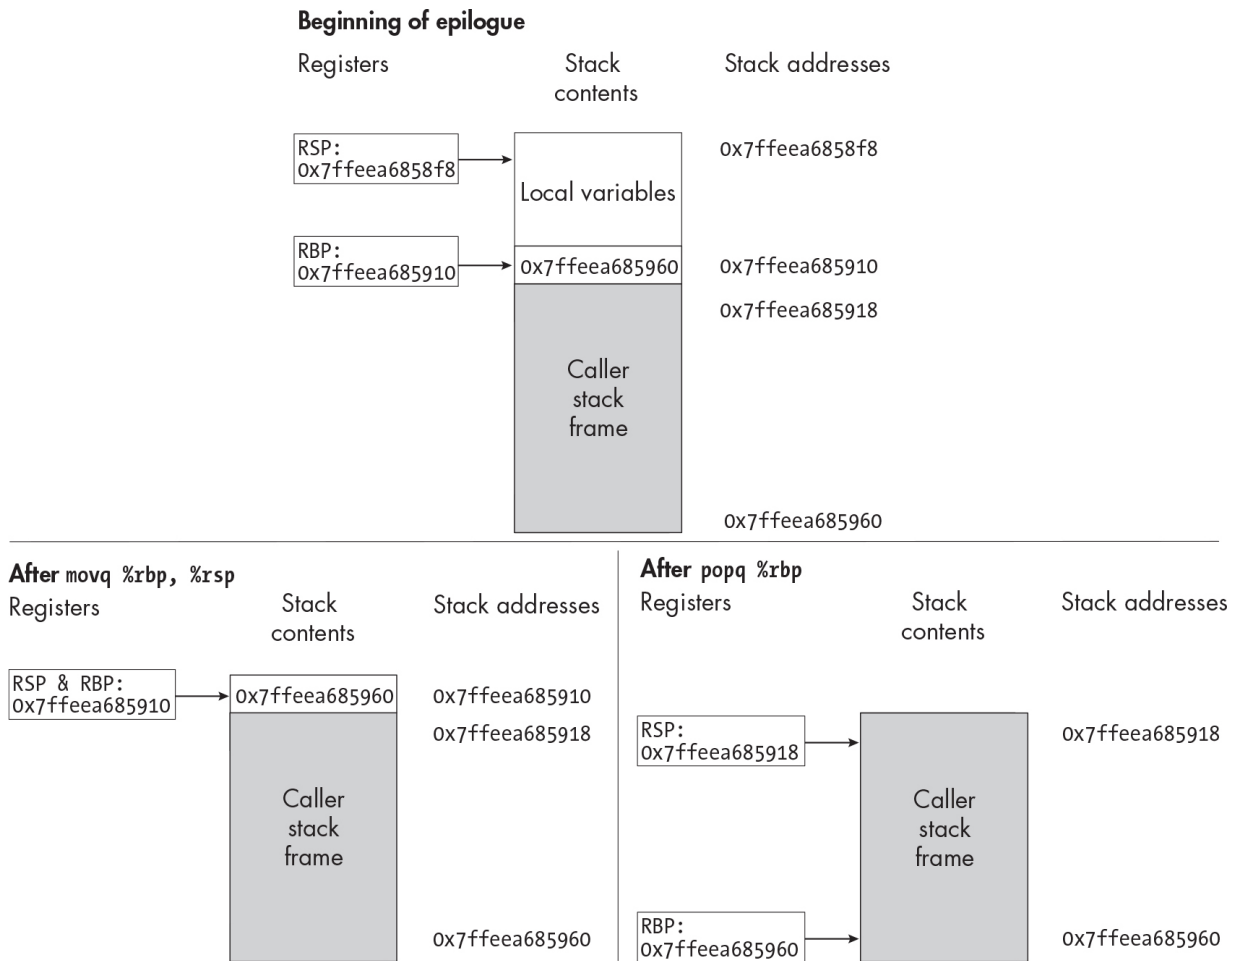 Beginning of epilogue
Registers
Stack
contents
Stack addresses
RSP:
0x7ffeea6858f8
0x7ffeea6858f8
Local variables
RBP:
0x7ffeea685910
0x7ffeea685960
0x7ffeea685910
0x7ffeea685918
Caller
stack
frame
0x7ffeea685960
After movq %rbp, %rsp
Registers
Stack
contents
Stack addresses
RSP & RBP:
0x7ffeea685910
0x7ffeea685960
0x7ffeea685910
0x7ffeea685918
Caller
stack
frame
0x7ffeea685960
After popq %rbp
Registers
Stack
contents
Stack addresses
RSP:
0x7ffeea685918
0x7ffeea685918
Caller
stack
frame
RBP:
0x7ffeea685960
0x7ffeea685960